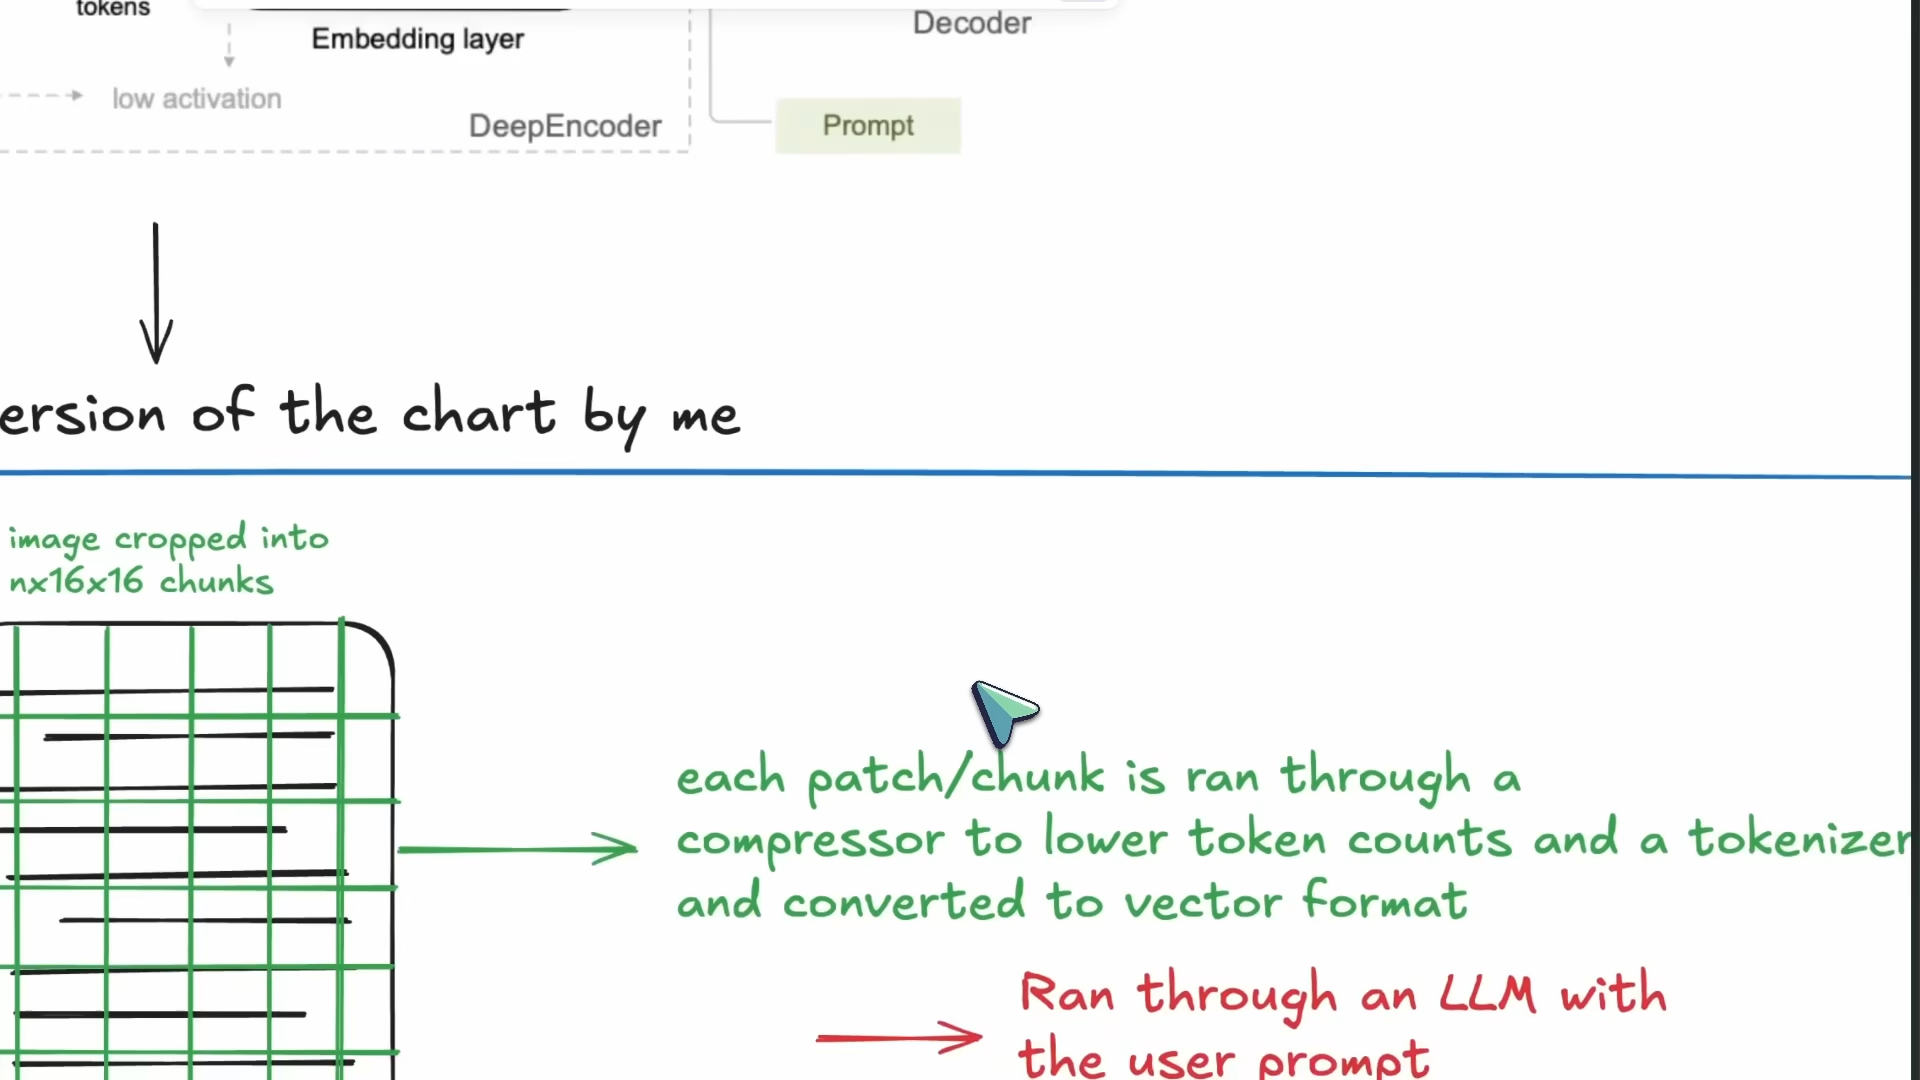 tokens
Embedding layer
Decoder
low activation
DeepEncoder
Prompt
ersion of the chart by me
image cropped into
nx16x16 chunks
each patch/chunk is ran through a
compressor to lower token counts and a tokenizer
and converted to vector format
Ran through an LLM with
the user prompt